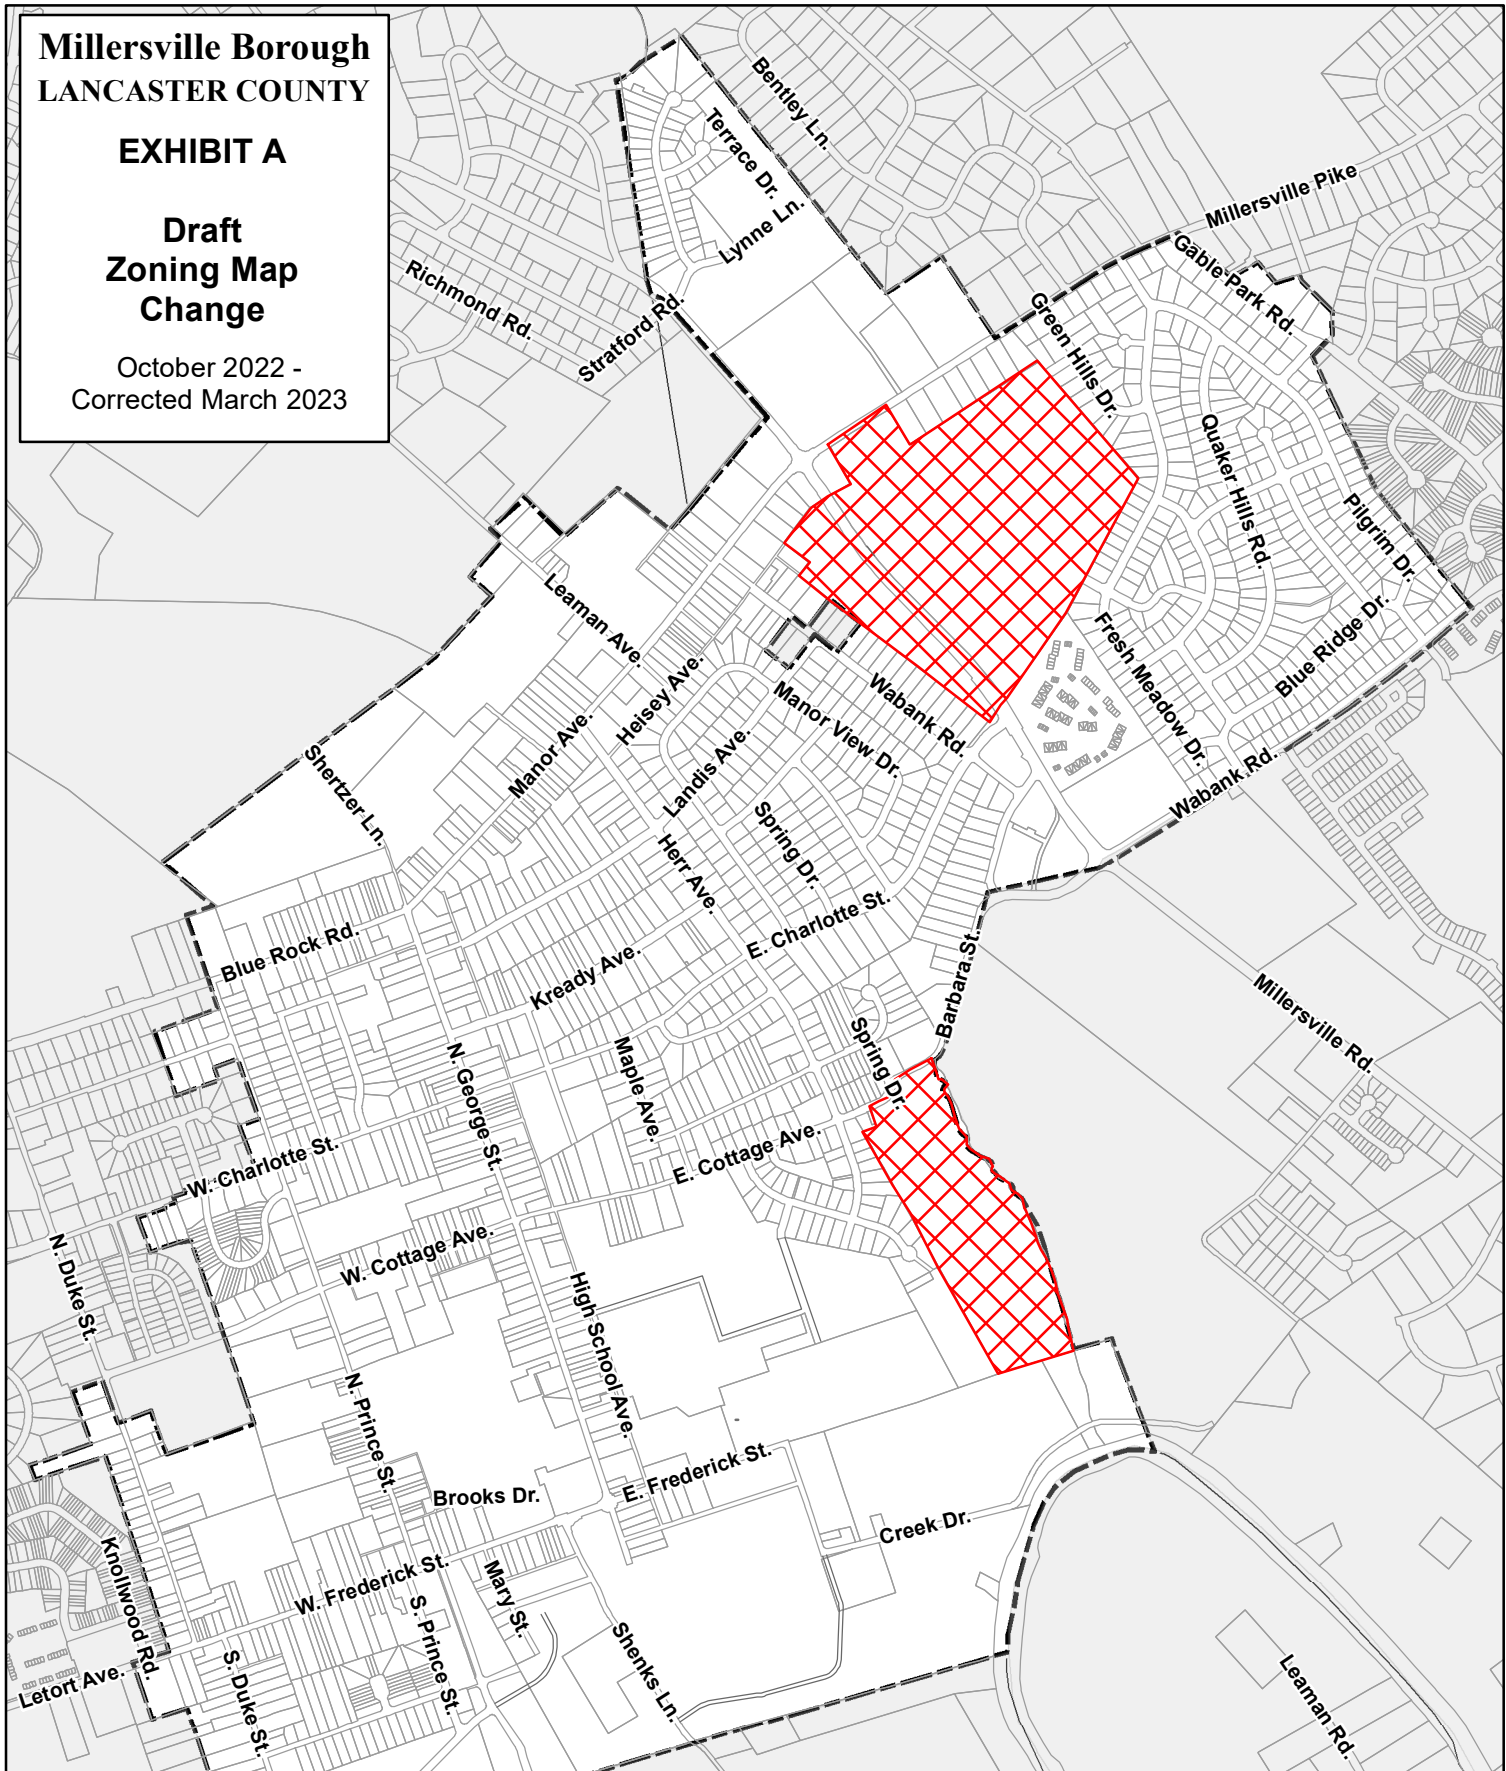 Millersville Borough
LANCASTER COUNTY
EXHIBIT A
Draft
Zoning Map
Change
October 2022 -
Corrected March 2023
Bentley Ln.
Terrace Dr.
Lynne Ln.
Millersville Pike
Gable Park Rd.
Richmond Rd.
Stratford Rd.
Green Hills Dr.
Quaker Hills Rd.
Pilgrim Dr.
Leaman Ave.
Heisey Ave.
Manor Ave.
Fresh Meadow Dr.
Blue Ridge Dr.
Wabank Rd.
Manor View Dr.
Landis Ave.
Wabank Rd.
Shertzer Ln.
Spring Dr.
Herr Ave.
E. Charlotte St.
Blue Rock Rd.
Kready Ave.
Barbara St.
Millersville Rd.
Spring Dr.
N. George St.
Maple Ave.
E. Cottage Ave.
W. Charlotte St.
N. Duke St.
W. Cottage Ave.
High School Ave.
N. Prince St.
E. Frederick St.
Brooks Dr.
Creek Dr.
Knollwood Rd.
W. Frederick St.
Mary St.
S. Prince St.
Shenks Ln.
Letort Ave.
S. Duke St.
Leaman Rd.